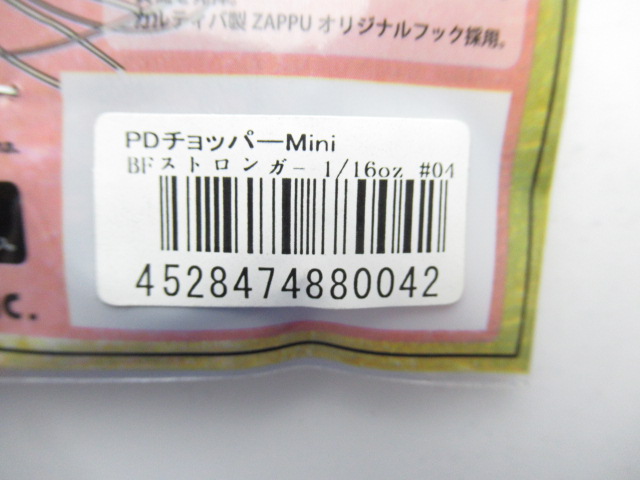 カルティバ製 ZAPPU オリジナルフック採用。
PDチョッパーMini
BFストロンガー 1/16oz #04
4528474880042
c.